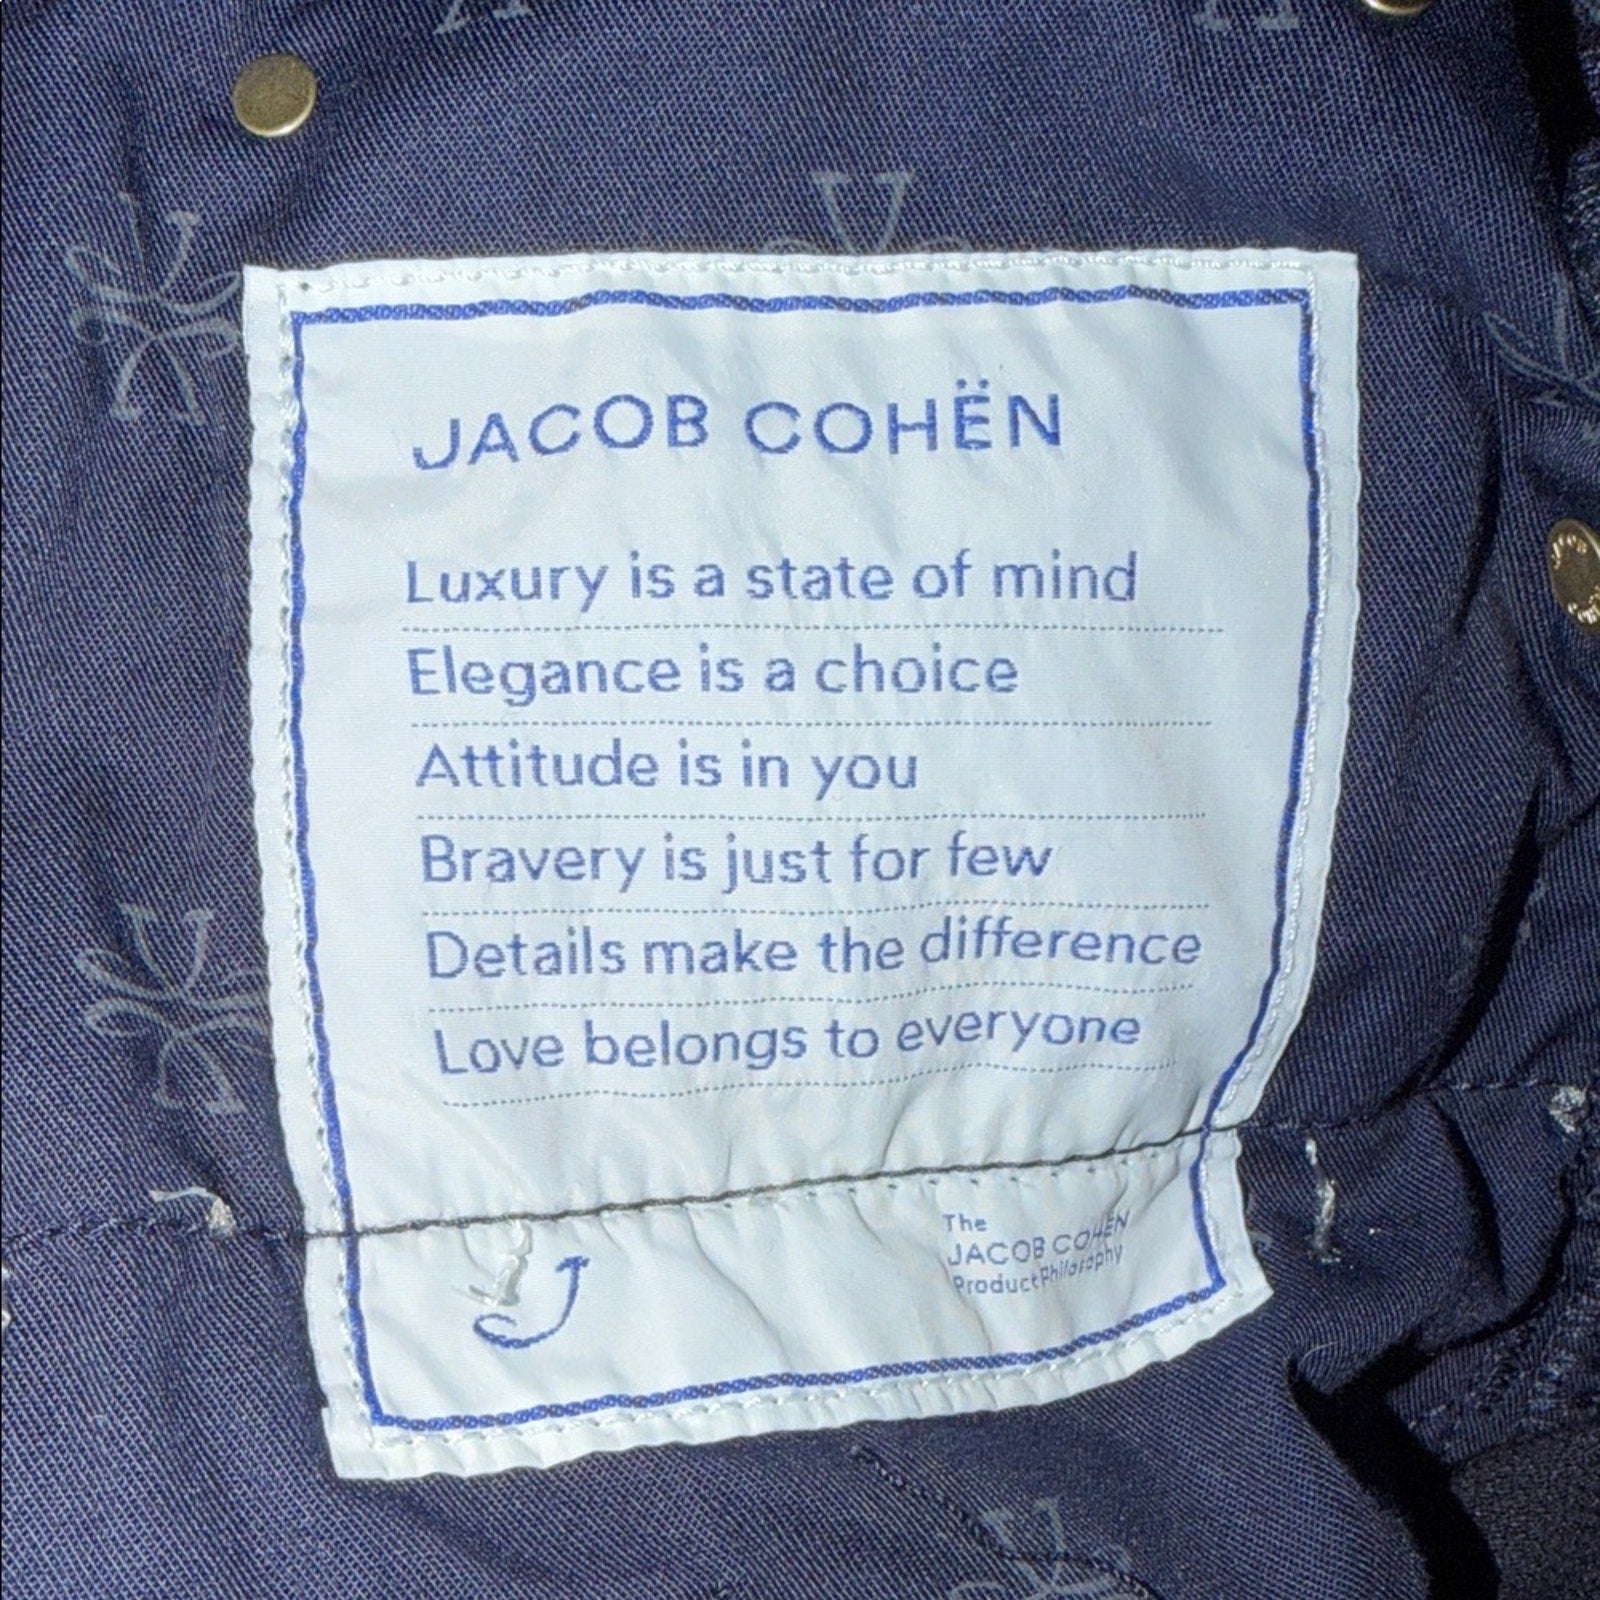 JACOB COHËN
Luxury is a state of mind
Elegance is a choice
Attitude is in you
Bravery is just for few
Details make the difference
Love belongs to everyone
J
The
JACOB COHËN
Product Philosophy